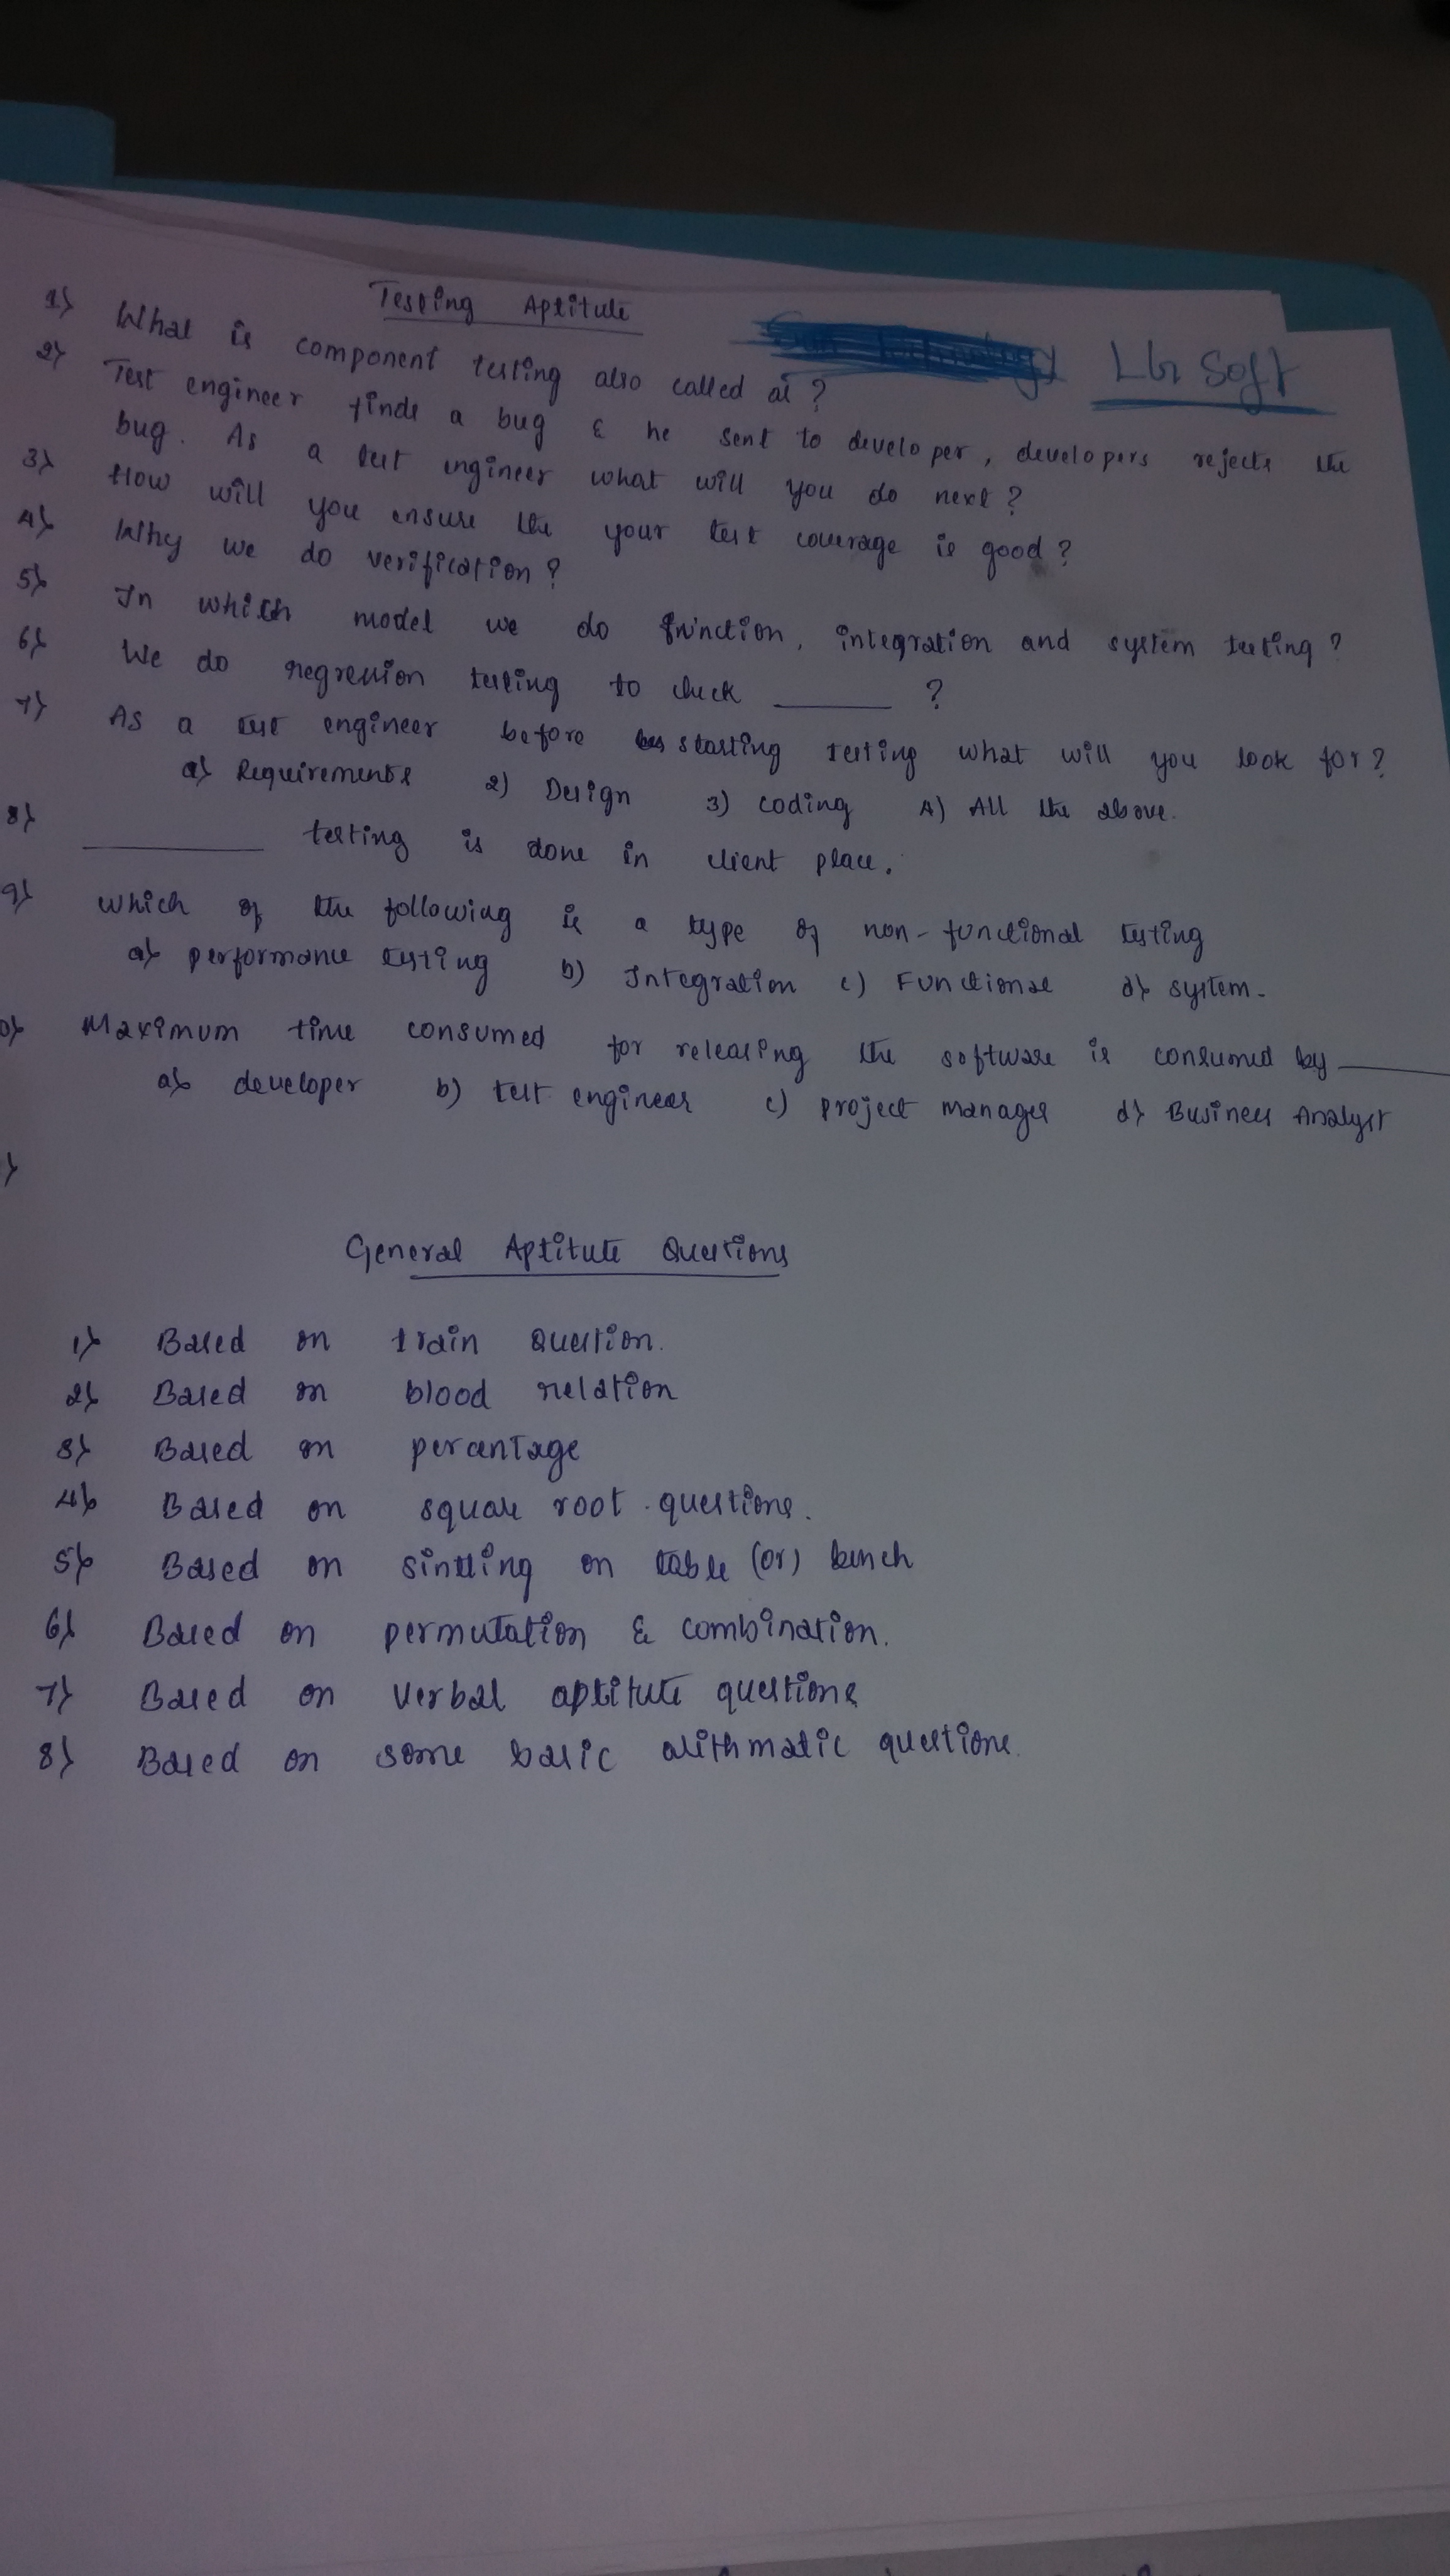 Testing Aptitute
LG Soft
1) What is component testing also called as ?
2) Test engineer finds a bug & he sent to developer, developers rejects the
bug. As a test engineer what will you do next ?
3) How will you ensure the your test coverage is good ?
4) Why we do verification ?
5) In which model we do function, integration and system testing ?
6) We do regression testing to check ______ ?
7) As a test engineer before starting testing what will you look for ?
a) Requirements 2) Design 3) coding 4) All the above.
8) ______ testing is done in client place.
9) which of the following is a type of non-functional testing
a) performance testing b) Integration c) Functional d) system.
0) Maximum time consumed for releasing the software is consumed by ______
a) developer b) test engineer c) project manager d) Business Analyst
)
General Aptitute Questions
1) Based on train question.
2) Based on blood relation
3) Based on percantage
4) Based on square root questions.
5) Based on sintting on table (or) bench
6) Based on permutation & combination.
7) Based on verbal aptitute questions
8) Based on some basic arithmatic questions.